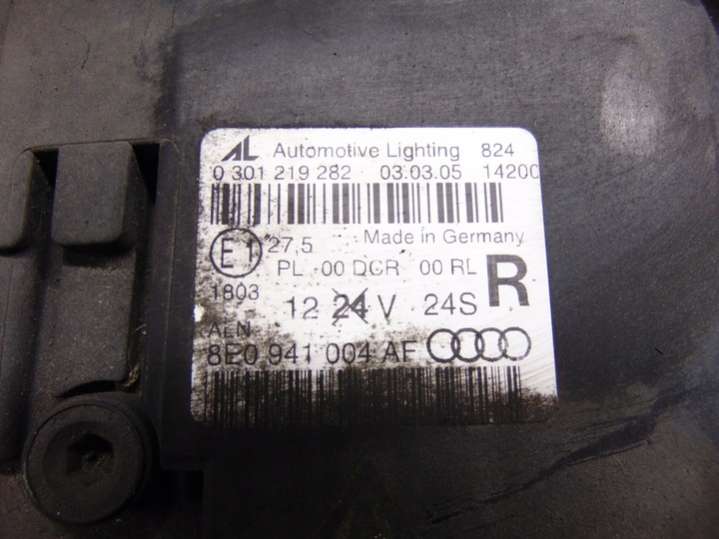 AL Automotive Lighting 824
0 301 219 282 03.03.05 14200
E1 27,5 Made in Germany
PL 00 DCR 00 RL R
1803 12 24 V 24S
ALN
8E0 941 004 AF